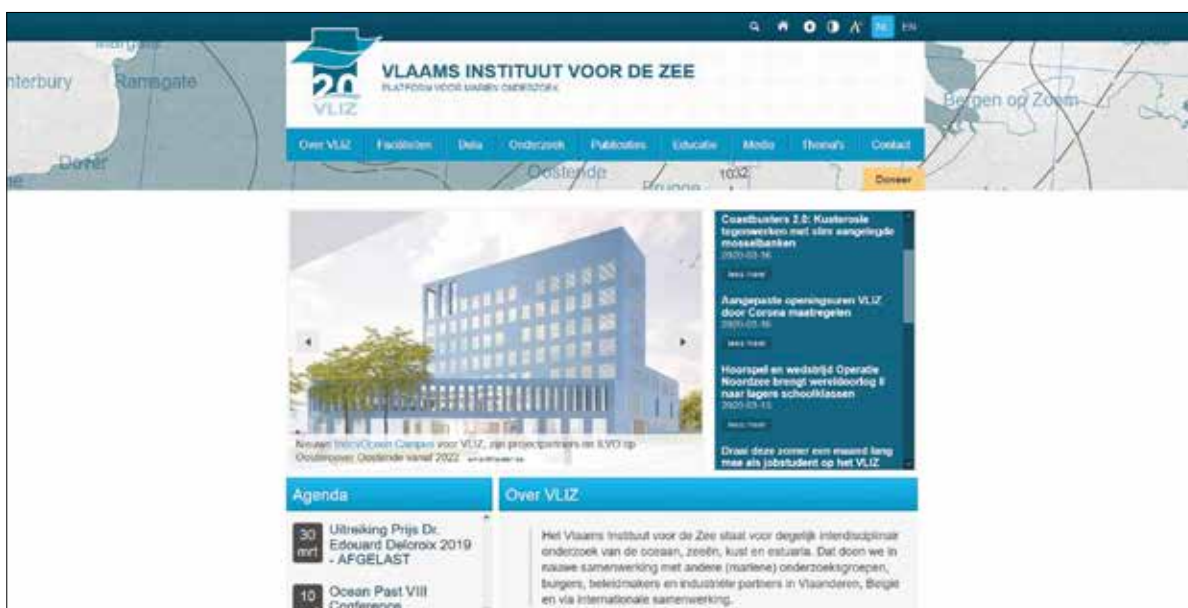 NL EN
Margate
nterbury
Ramsgate
Dover
Oostende
Brugge
1032
Bergen op Zoom
20
VLIZ
VLAAMS INSTITUUT VOOR DE ZEE
PLATFORM VOOR MARIEN ONDERZOEK
Over VLIZ Faciliteiten Data Onderzoek Publicaties Educatie Media Thema's Contact
Doneer
Nieuwe Campus voor VLIZ, zijn projectpartners en ILVO op
Oosteroever Oostende vanaf 2022
Coastbusters 2.0: Kusterosie
tegenwerken met slim aangelegde
mosselbanken
2020-03-16
lees meer
Aangepaste openingsuren VLIZ
door Corona maatregelen
2020-03-16
lees meer
Hoorspel en wedstrijd Operatie
Noordzee brengt wereldoorlog II
naar lagere schoolklassen
2020-03-13
lees meer
Draai deze zomer een maand lang
mee als jobstudent op het VLIZ
Agenda
30
mrt
Uitreiking Prijs Dr.
Edouard Delcroix 2019
- AFGELAST
10
Ocean Past VIII
Conference
Over VLIZ
Het Vlaams Instituut voor de Zee staat voor degelijk interdisciplinair
onderzoek van de oceaan, zeeën, kust en estuaria. Dat doen we in
nauwe samenwerking met andere (mariene) onderzoeksgroepen,
burgers, beleidmakers en industriële partners in Vlaanderen, België
en via internationale samenwerking.